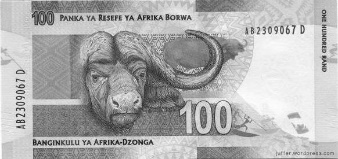 100 PANKA YA RESEFE YA AFRIKA BORWA
AB2309067 D
ONE HUNDRED RAND
AB2309067 D
100
BANGINKULU YA AFRIKA-DZONGA